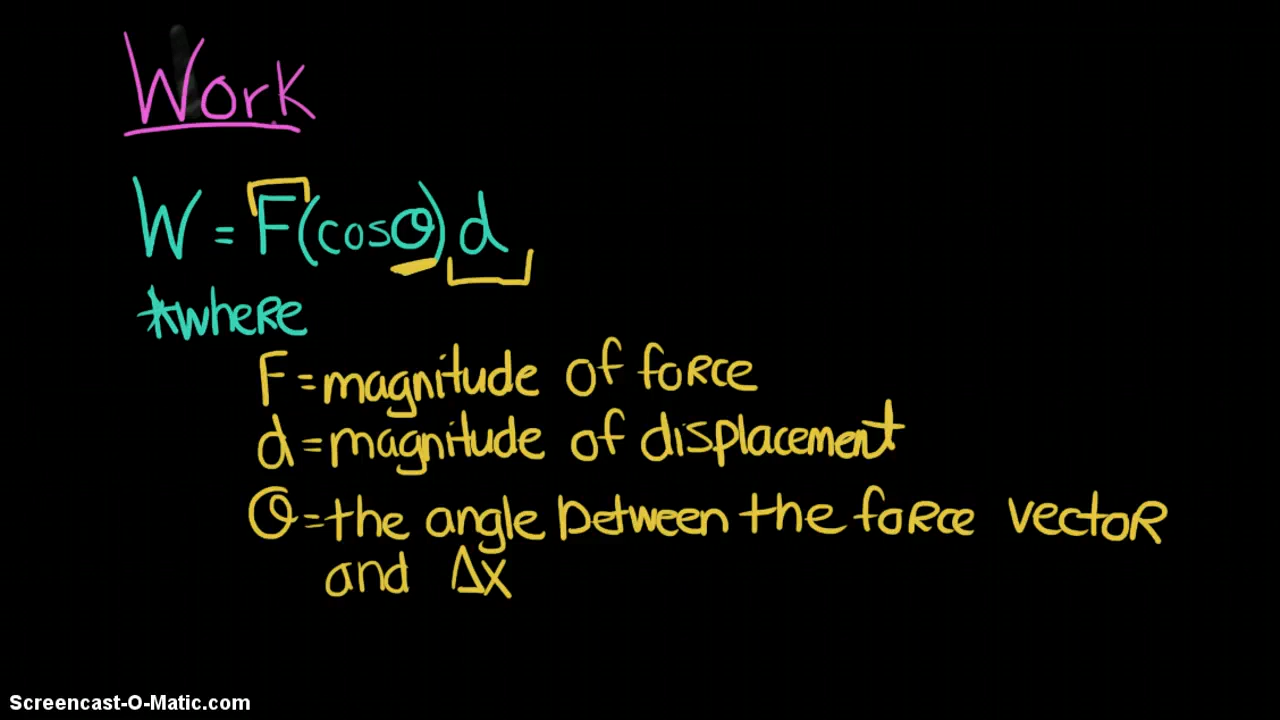 Work
W = F(cosθ)d
*where
F=magnitude of force
d=magnitude of displacement
θ=the angle between the force vector
and Δx
Screencast-O-Matic.com